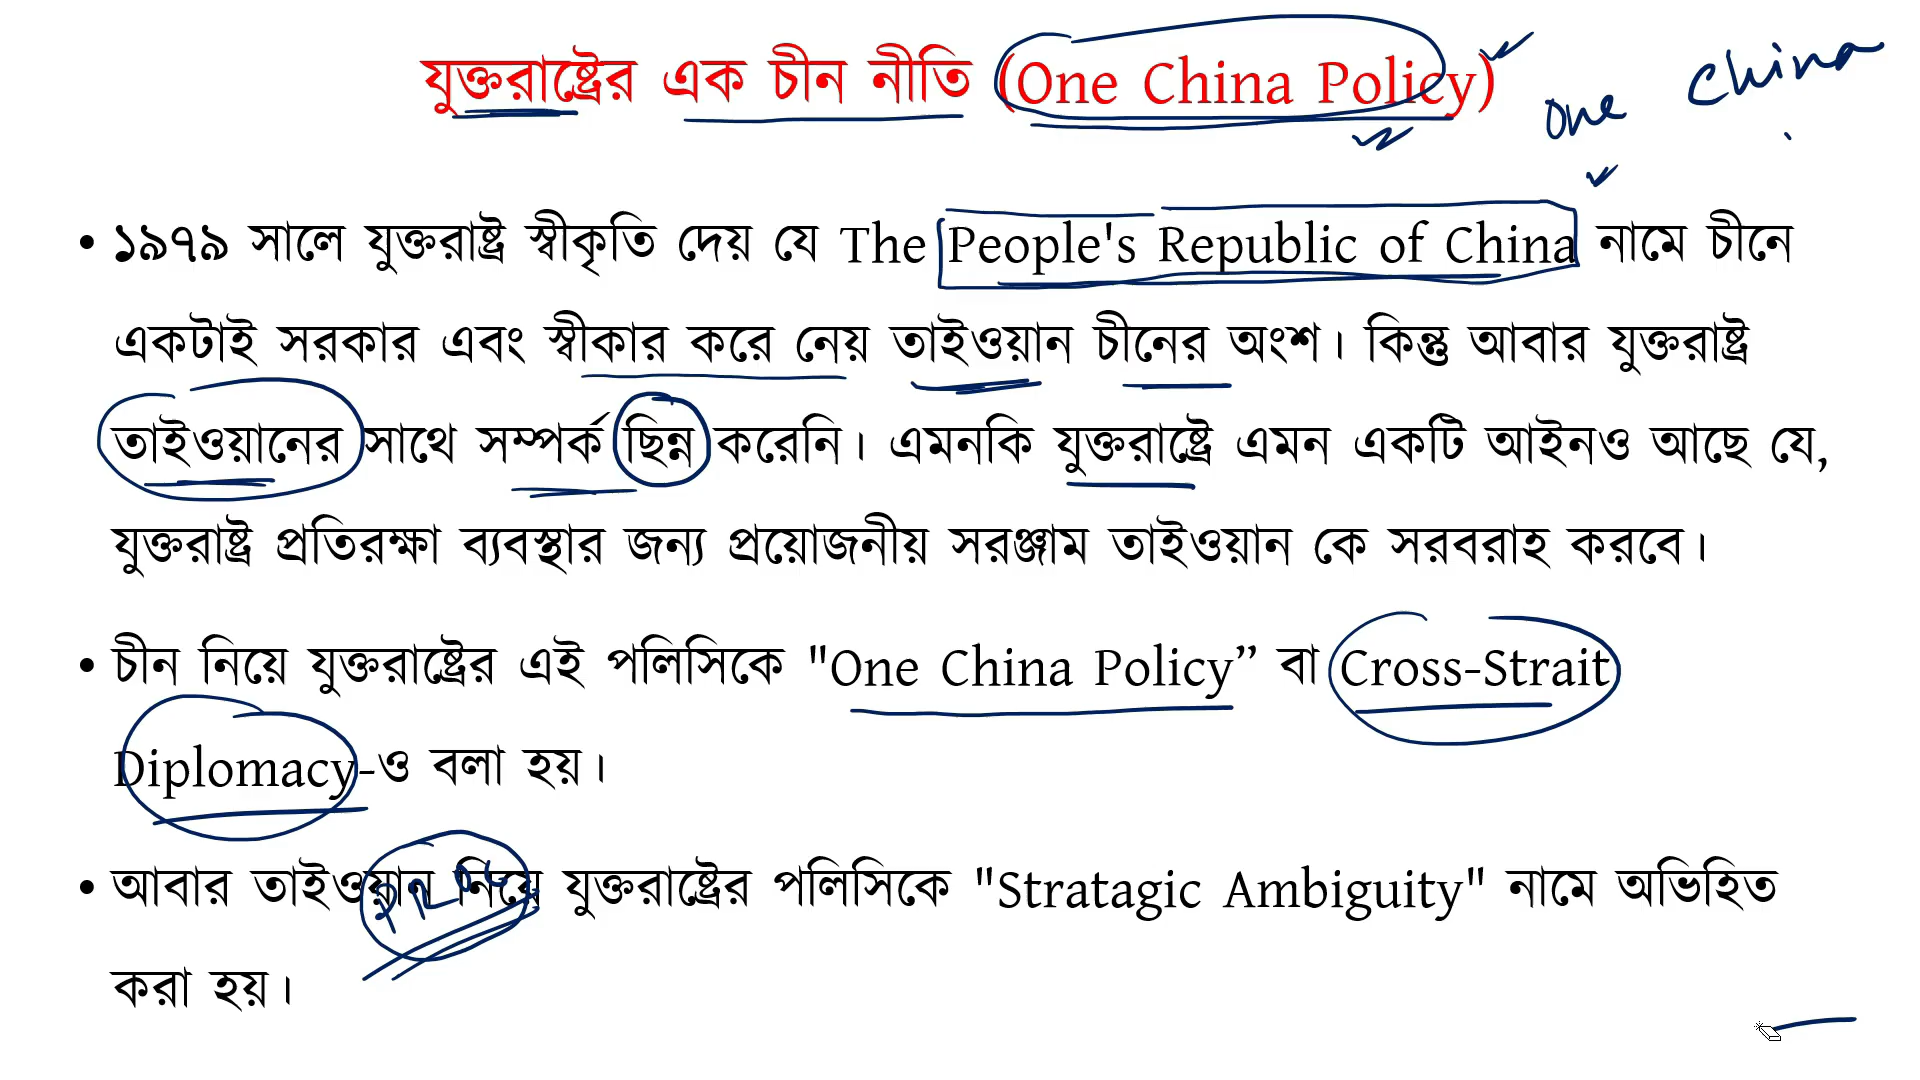 যুক্তরাষ্ট্রের এক চীন নীতি (One China Policy)
One China
• ১৯৭৯ সালে যুক্তরাষ্ট্র স্বীকৃতি দেয় যে The People's Republic of China নামে চীনে
একটাই সরকার এবং স্বীকার করে নেয় তাইওয়ান চীনের অংশ। কিন্তু আবার যুক্তরাষ্ট্র
তাইওয়ানের সাথে সম্পর্ক ছিন্ন করেনি। এমনকি যুক্তরাষ্ট্রে এমন একটি আইনও আছে যে,
যুক্তরাষ্ট্র প্রতিরক্ষা ব্যবস্থার জন্য প্রয়োজনীয় সরঞ্জাম তাইওয়ান কে সরবরাহ করবে।
• চীন নিয়ে যুক্তরাষ্ট্রের এই পলিসিকে "One China Policy” বা Cross-Strait
Diplomacy-ও বলা হয়।
• আবার তাইওয়ান নিয়ে যুক্তরাষ্ট্রের পলিসিকে "Stratagic Ambiguity" নামে অভিহিত
করা হয়।